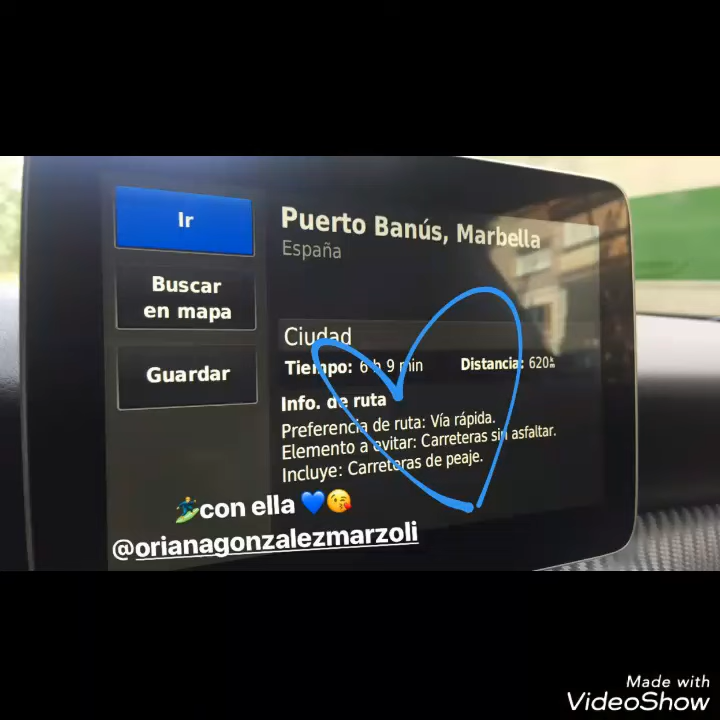 Ir
Puerto Banús, Marbella
España
Buscar
en mapa
Ciudad
Guardar
Tiempo: 6 h 9 min Distancia: 620km
Info. de ruta
Preferencia de ruta: Vía rápida.
Elemento a evitar: Carreteras sin asfaltar.
Incluye: Carreteras de peaje.
🏄‍♂️con ella 💙😘
@orianagonzalezmarzoli
Made with
VideoShow